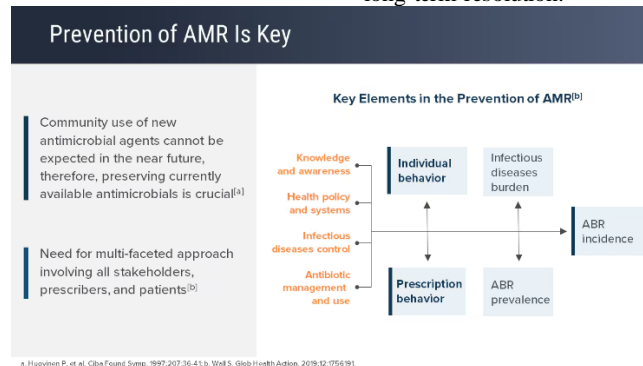 long-term resolution.
Prevention of AMR Is Key
Community use of new
antimicrobial agents cannot be
expected in the near future,
therefore, preserving currently
available antimicrobials is crucial[a]
Need for multi-faceted approach
involving all stakeholders,
prescribers, and patients[b]
Key Elements in the Prevention of AMR[b]
Knowledge
and awareness
Health policy
and systems
Infectious
diseases control
Antibiotic
management
and use
Individual
behavior
Prescription
behavior
Infectious
diseases
burden
ABR
prevalence
ABR
incidence
a. Huovinen P, et al. Ciba Found Symp. 1997;207:36-41; b. Wall S. Glob Health Action. 2019;12:1756191.